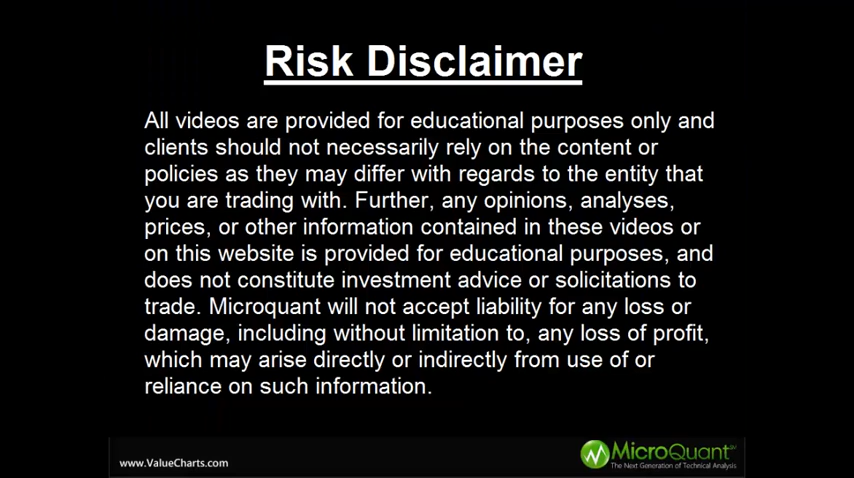 Risk Disclaimer
All videos are provided for educational purposes only and
clients should not necessarily rely on the content or
policies as they may differ with regards to the entity that
you are trading with. Further, any opinions, analyses,
prices, or other information contained in these videos or
on this website is provided for educational purposes, and
does not constitute investment advice or solicitations to
trade. Microquant will not accept liability for any loss or
damage, including without limitation to, any loss of profit,
which may arise directly or indirectly from use of or
reliance on such information.
www.ValueCharts.com
MicroQuant
The Next Generation of Technical Analysis